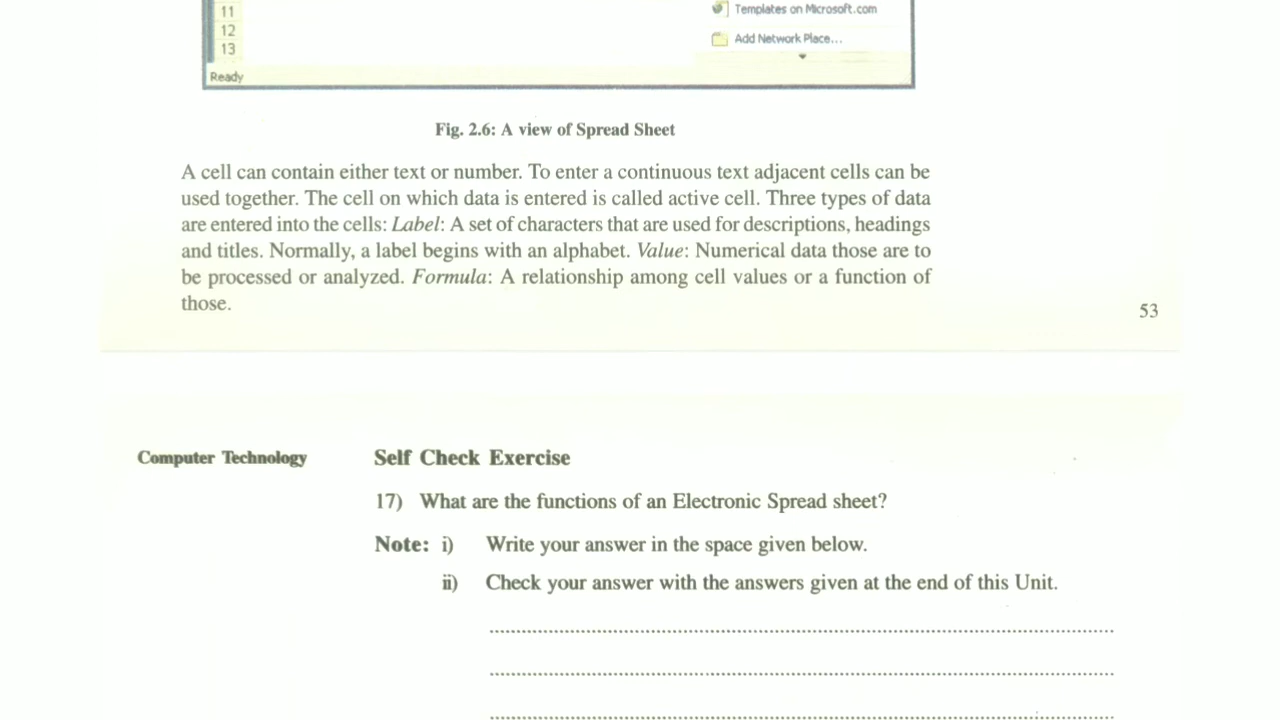 11
Templates on Microsoft.com
12
Add Network Place...
13
Ready
Fig. 2.6: A view of Spread Sheet
A cell can contain either text or number. To enter a continuous text adjacent cells can be
used together. The cell on which data is entered is called active cell. Three types of data
are entered into the cells: Label: A set of characters that are used for descriptions, headings
and titles. Normally, a label begins with an alphabet. Value: Numerical data those are to
be processed or analyzed. Formula: A relationship among cell values or a function of
those.
53
Computer Technology
Self Check Exercise
17) What are the functions of an Electronic Spread sheet?
Note: i) Write your answer in the space given below.
ii) Check your answer with the answers given at the end of this Unit.